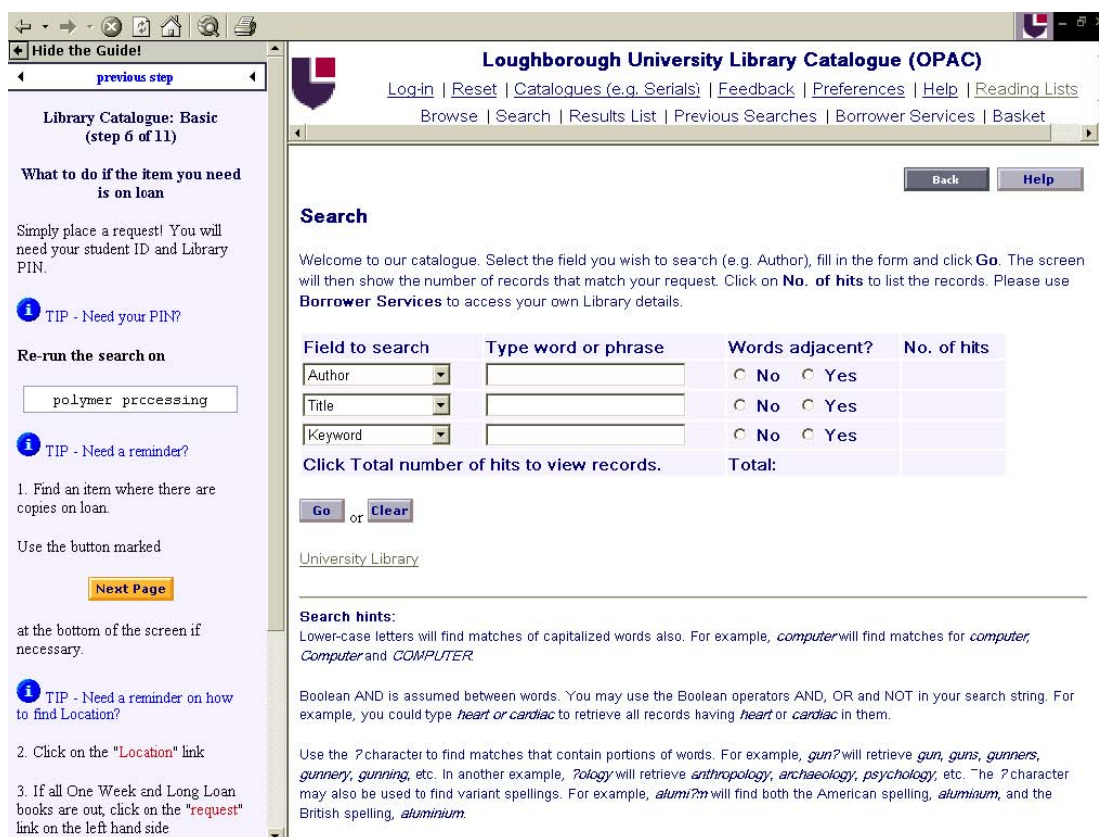 Hide the Guide!
previous step
Library Catalogue: Basic
(step 6 of 11)
What to do if the item you need
is on loan
Simply place a request! You will
need your student ID and Library
PIN.
TIP - Need your PIN?
Re-run the search on
polymer processing
TIP - Need a reminder?
1. Find an item where there are
copies on loan.
Use the button marked
Next Page
at the bottom of the screen if
necessary.
TIP - Need a reminder on how
to find Location?
2. Click on the "Location" link
3. If all One Week and Long Loan
books are out, click on the "request"
link on the left hand side
Loughborough University Library Catalogue (OPAC)
Log-in | Reset | Catalogues (e.g. Serials) | Feedback | Preferences | Help | Reading Lists
Browse | Search | Results List | Previous Searches | Borrower Services | Basket
Back Help
Search
Welcome to our catalogue. Select the field you wish to search (e.g. Author), fill in the form and click Go. The screen
will then show the number of records that match your request. Click on No. of hits to list the records. Please use
Borrower Services to access your own Library details.
Field to search Type word or phrase Words adjacent? No. of hits
Author No Yes
Title No Yes
Keyword No Yes
Click Total number of hits to view records. Total:
Go or Clear
University Library
Search hints:
Lower-case letters will find matches of capitalized words also. For example, computer will find matches for computer,
Computer and COMPUTER.
Boolean AND is assumed between words. You may use the Boolean operators AND, OR and NOT in your search string. For
example, you could type heart or cardiac to retrieve all records having heart or cardiac in them.
Use the ? character to find matches that contain portions of words. For example, gun? will retrieve gun, guns, gunners,
gunnery, gunning, etc. In another example, ?ology will retrieve anthropology, archaeology, psychology, etc. The ? character
may also be used to find variant spellings. For example, alumi?m will find both the American spelling, aluminum, and the
British spelling, aluminium.